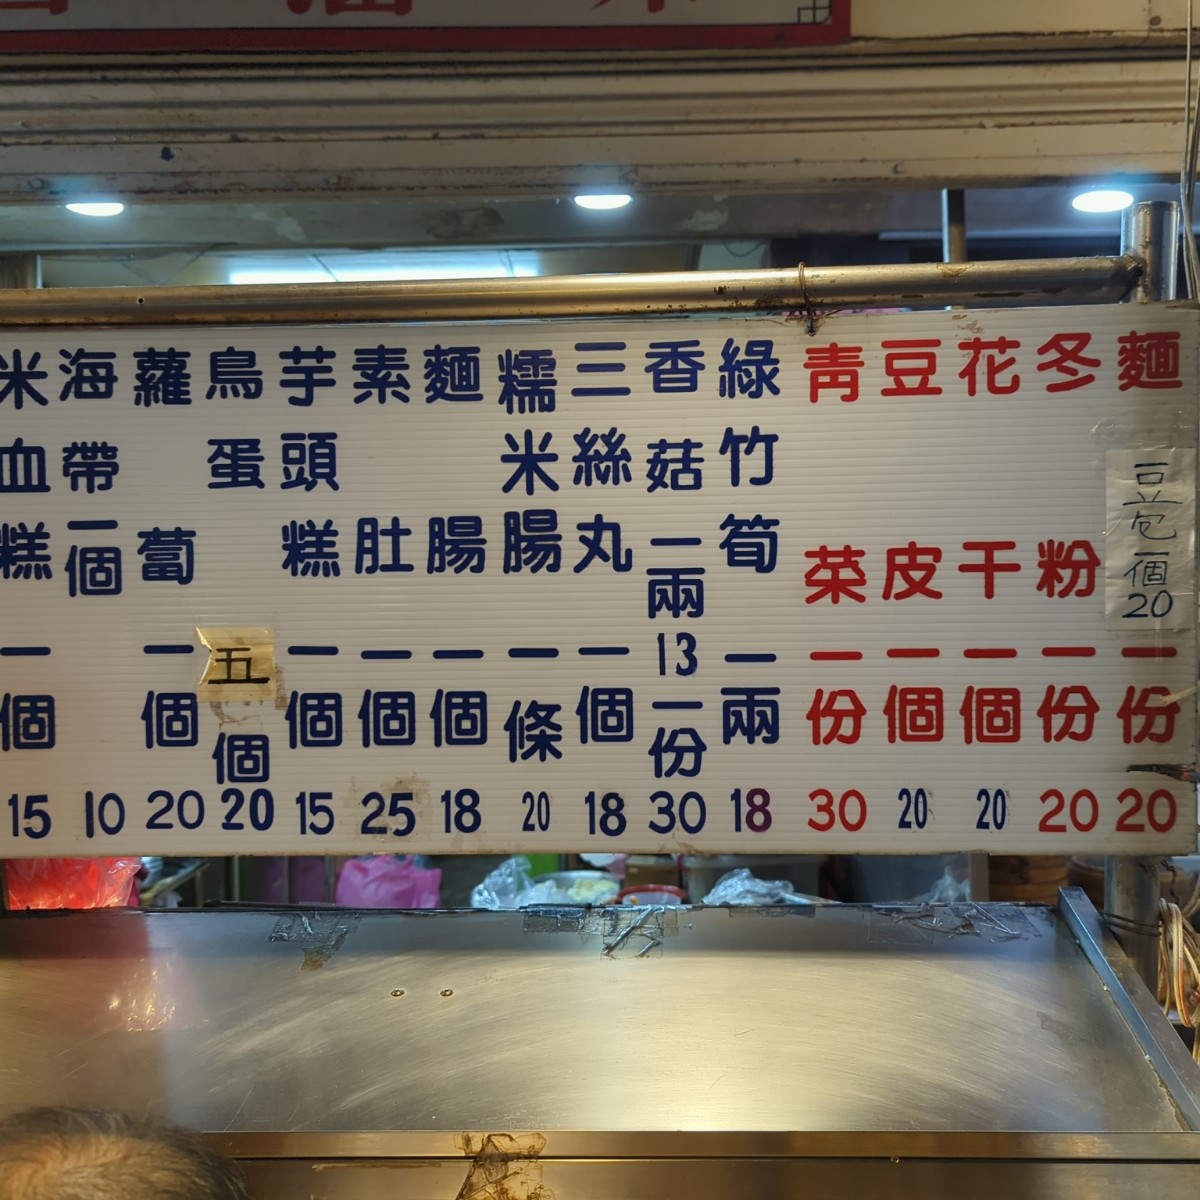 麵 一份 20
豆包一個 20
冬粉 一份 20
花干 一個 20
豆皮 一個 20
青菜 一份 30
綠竹筍 一兩 18
香菇 一兩 13 一份 30
三絲丸 一個 18
糯米腸 一條 20
麵腸 一個 18
素肚 一個 25
芋頭糕 一個 15
鳥蛋 五個 20
蘿蔔 一個 20
海帶 一個 10
米血糕 一個 15